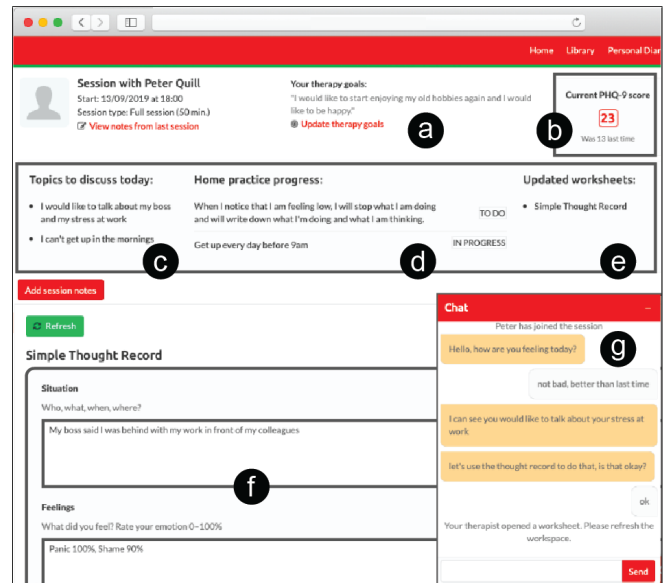 Home Library Personal Diar
Session with Peter Quill
Start: 13/09/2019 at 18:00
Session type: Full session (50 min.)
View notes from last session
Your therapy goals:
"I would like to start enjoying my old hobbies again and I would
like to be happy."
Update therapy goals
a
b
Current PHQ-9 score
23
Was 13 last time
Topics to discuss today:
I would like to talk about my boss
and my stress at work
I can't get up in the mornings
c
Home practice progress:
When I notice that I am feeling low, I will stop what I am doing
and will write down what I'm doing and what I am thinking.
TO DO
Get up every day before 9am
IN PROGRESS
d
Updated worksheets:
Simple Thought Record
e
Add session notes
Refresh
Simple Thought Record
Situation
Who, what, when, where?
My boss said I was behind with my work in front of my colleagues
f
Feelings
What did you feel? Rate your emotion 0–100%
Panic 100%, Shame 90%
Chat
Peter has joined the session
Hello, how are you feeling today?
g
not bad, better than last time
I can see you would like to talk about your stress at
work
let's use the thought record to do that, is that okay?
ok
Your therapist opened a worksheet. Please refresh the
workspace.
Send